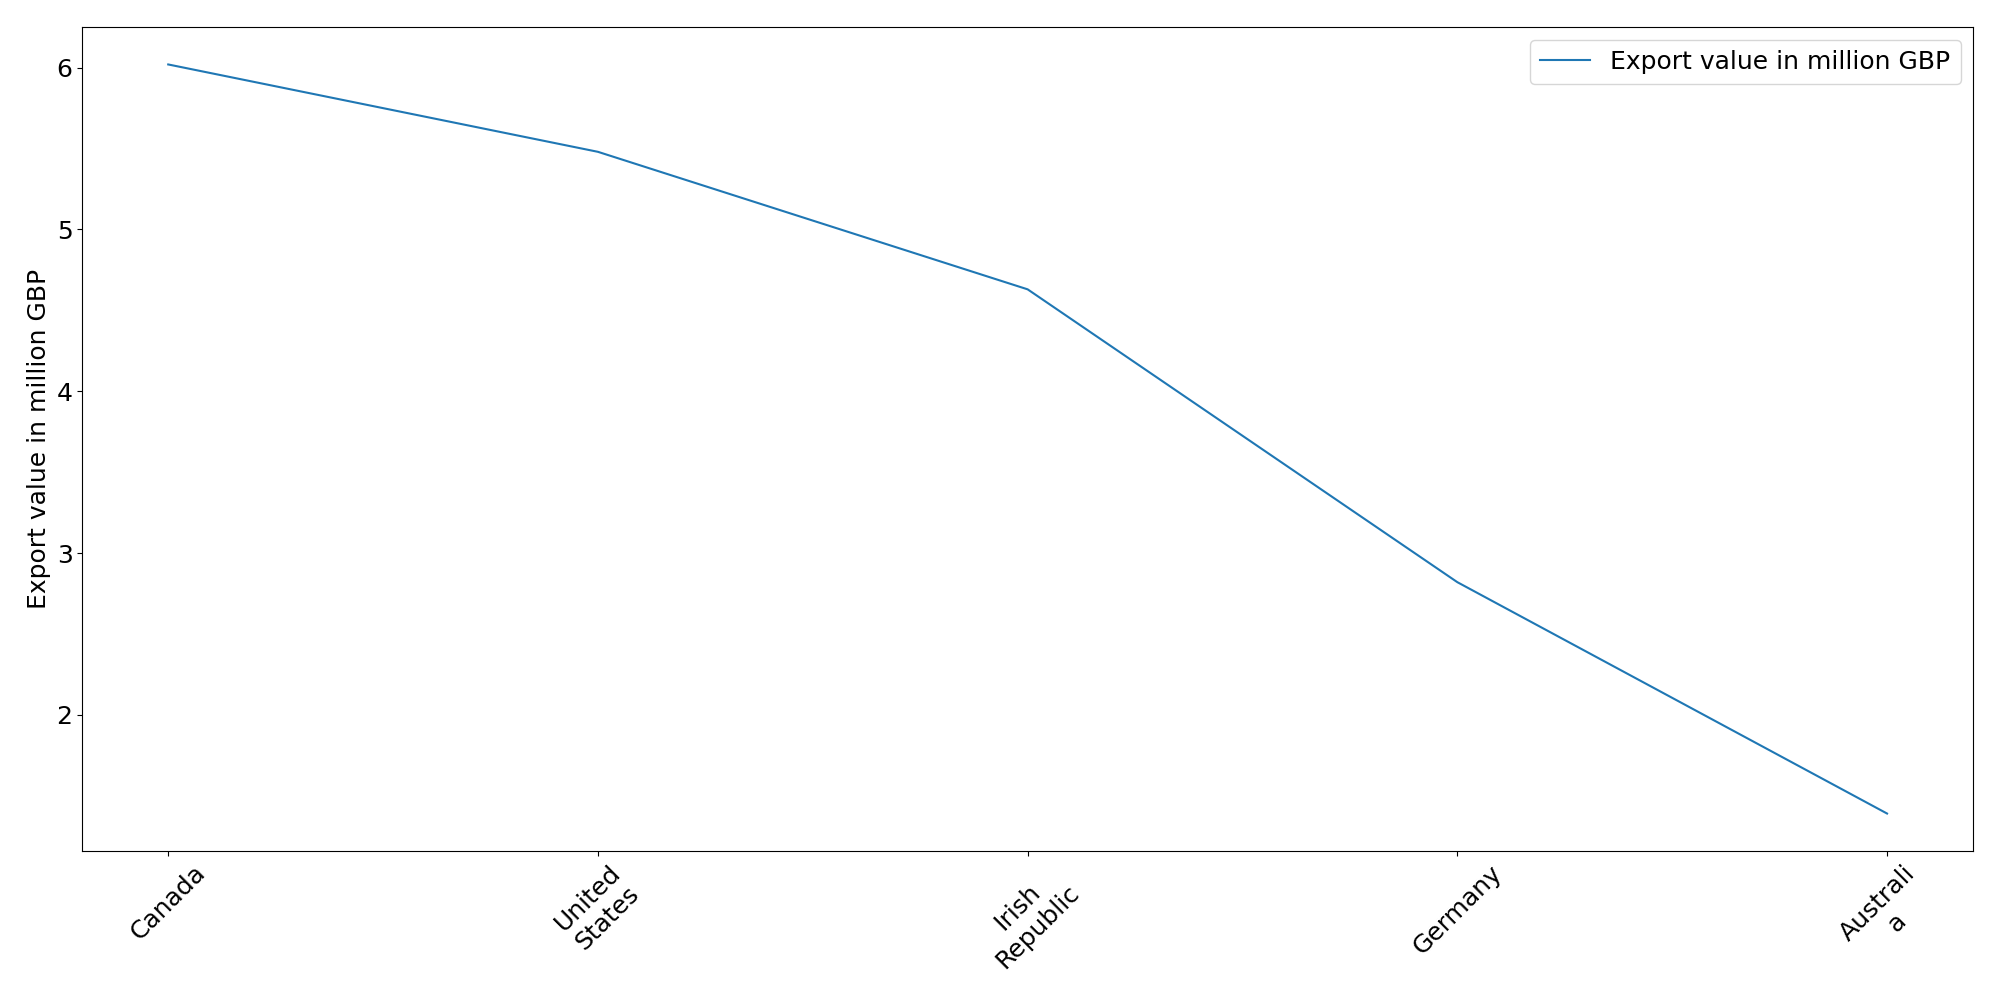 Export value in million GBP
Export value in million GBP
6
5
4
3
2
Canada
United
States
Irish
Republic
Germany
Australi
a